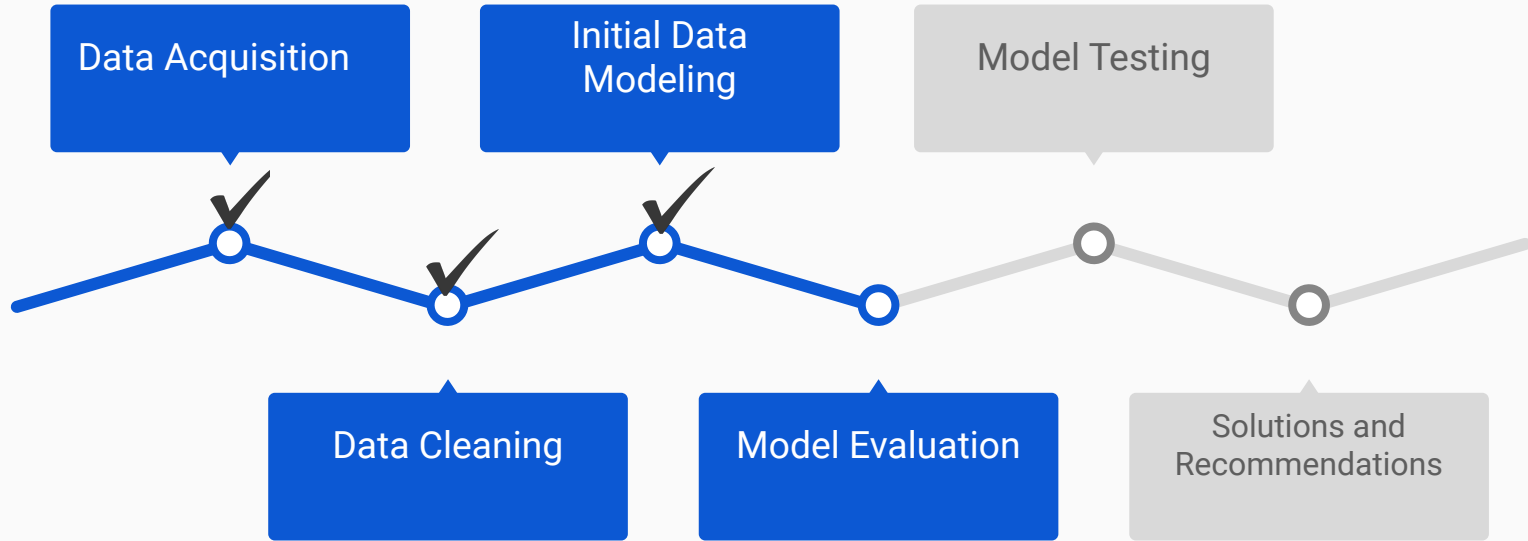 Data Acquisition
Initial Data
Modeling
Model Testing
Data Cleaning
Model Evaluation
Solutions and
Recommendations